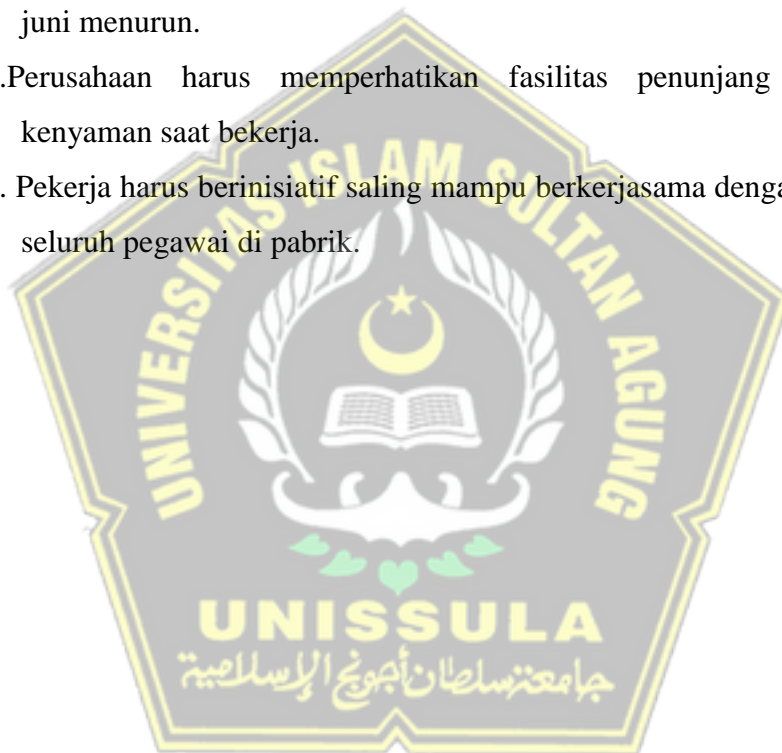 juni menurun.
.Perusahaan harus memperhatikan fasilitas penunjang
kenyaman saat bekerja.
. Pekerja harus berinisiatif saling mampu berkerjasama denga
seluruh pegawai di pabrik.
UNIVERSITAS ISLAM SULTAN AGUNG
UNISSULA
جامعة سلطان أجونج الإسلامية